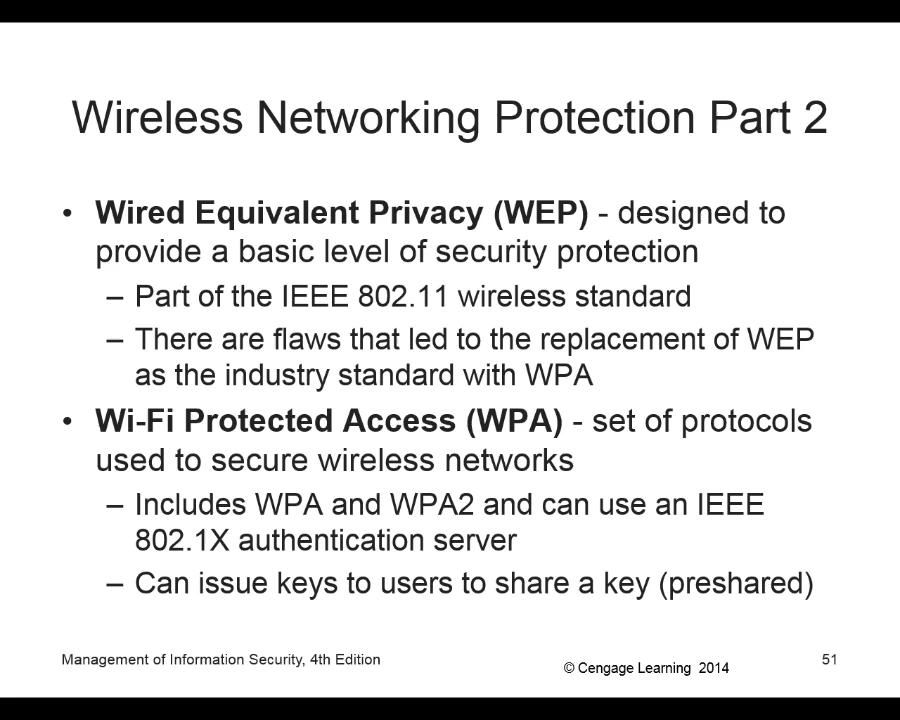 Wireless Networking Protection Part 2
• Wired Equivalent Privacy (WEP) - designed to
provide a basic level of security protection
– Part of the IEEE 802.11 wireless standard
– There are flaws that led to the replacement of WEP
as the industry standard with WPA
• Wi-Fi Protected Access (WPA) - set of protocols
used to secure wireless networks
– Includes WPA and WPA2 and can use an IEEE
802.1X authentication server
– Can issue keys to users to share a key (preshared)
Management of Information Security, 4th Edition
© Cengage Learning 2014
51